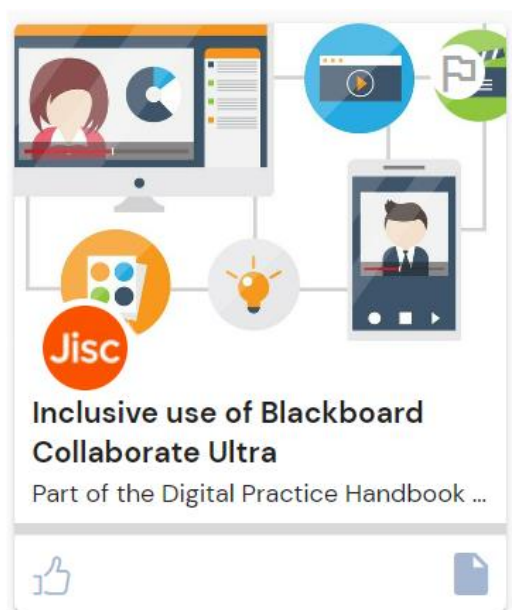 Jisc
Inclusive use of Blackboard
Collaborate Ultra
Part of the Digital Practice Handbook ...